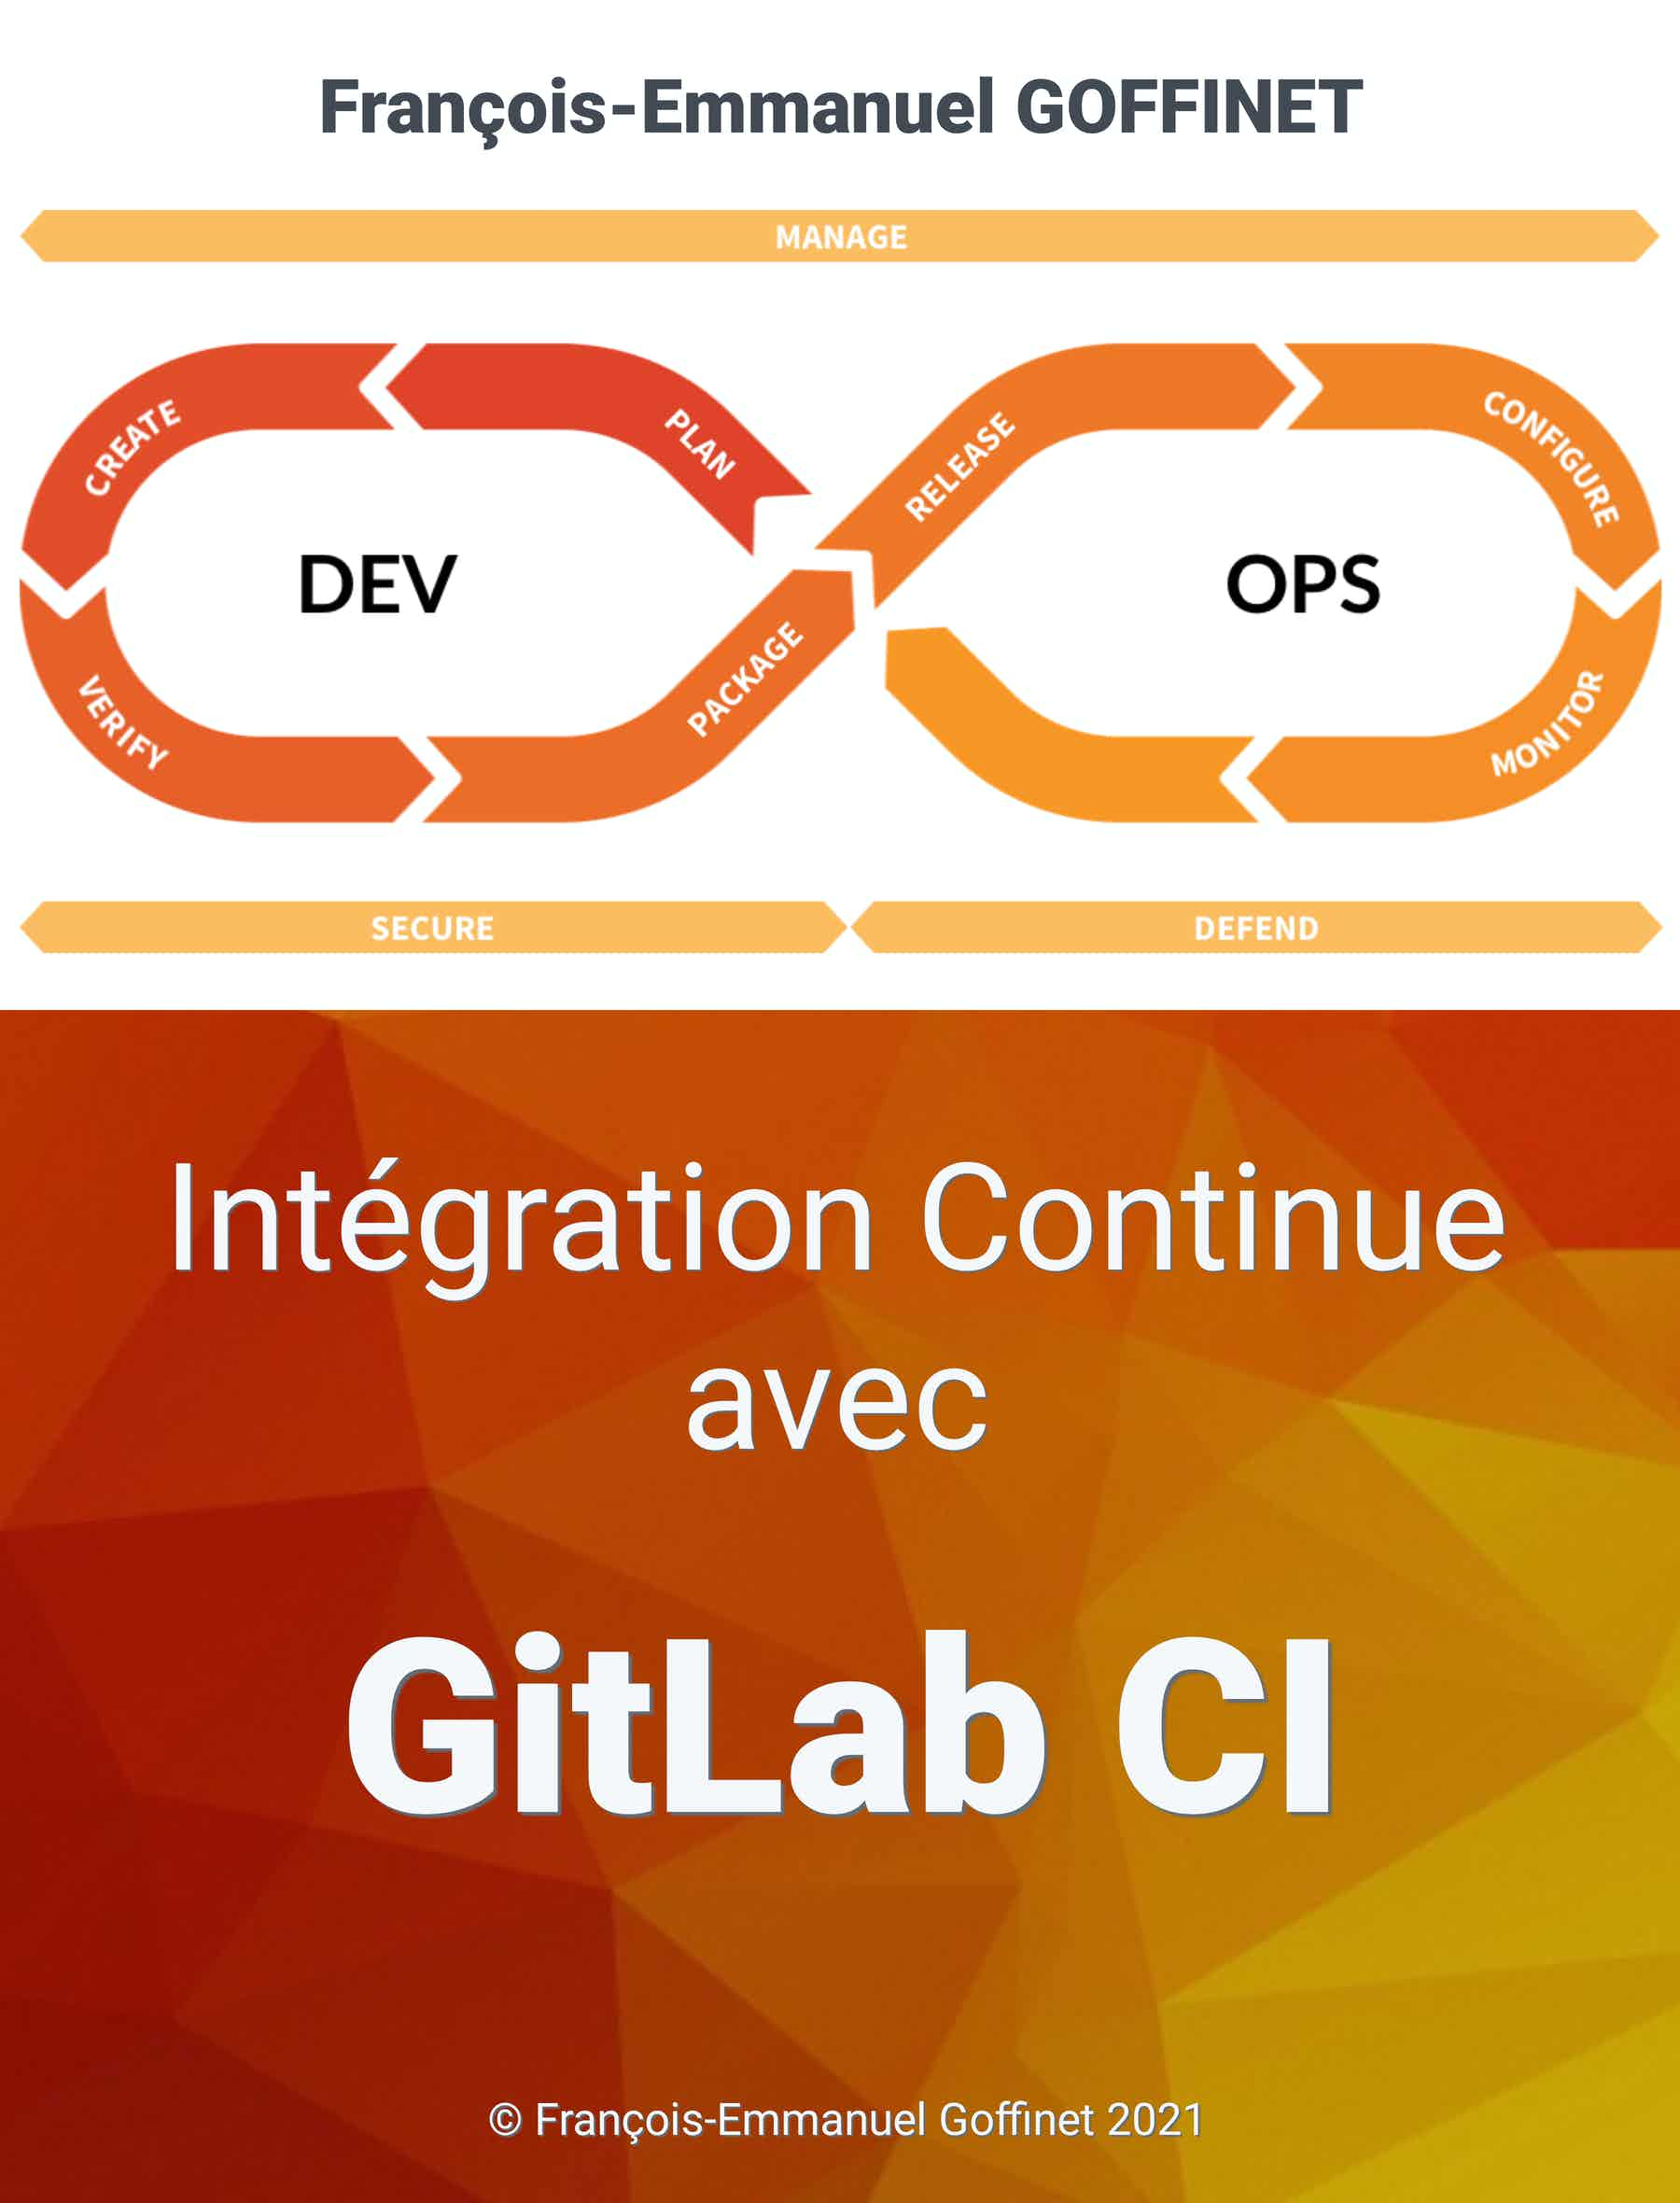 François-Emmanuel GOFFINET
MANAGE
CREATE
PLAN
RELEASE
CONFIGURE
DEV
OPS
VERIFY
PACKAGE
MONITOR
SECURE
DEFEND
Intégration Continue
avec
GitLab CI
© François-Emmanuel Goffinet 2021